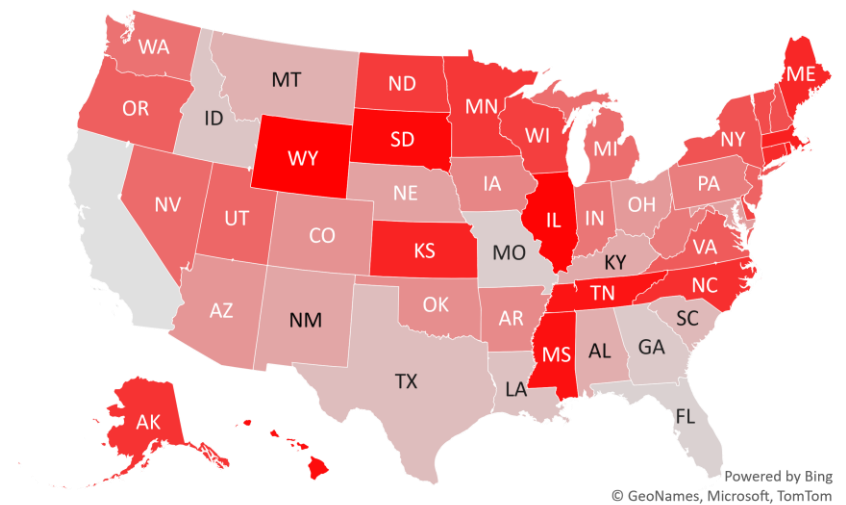 WA
ME
MT
ND
OR
MN
ID
SD
WI
NY
MI
WY
IA
PA
NE
OH
NV
IL
IN
UT
CO
VA
KS
MO
KY
NC
TN
OK
AZ
NM
AR
SC
MS
AL
GA
TX
LA
FL
AK
Powered by Bing
© GeoNames, Microsoft, TomTom